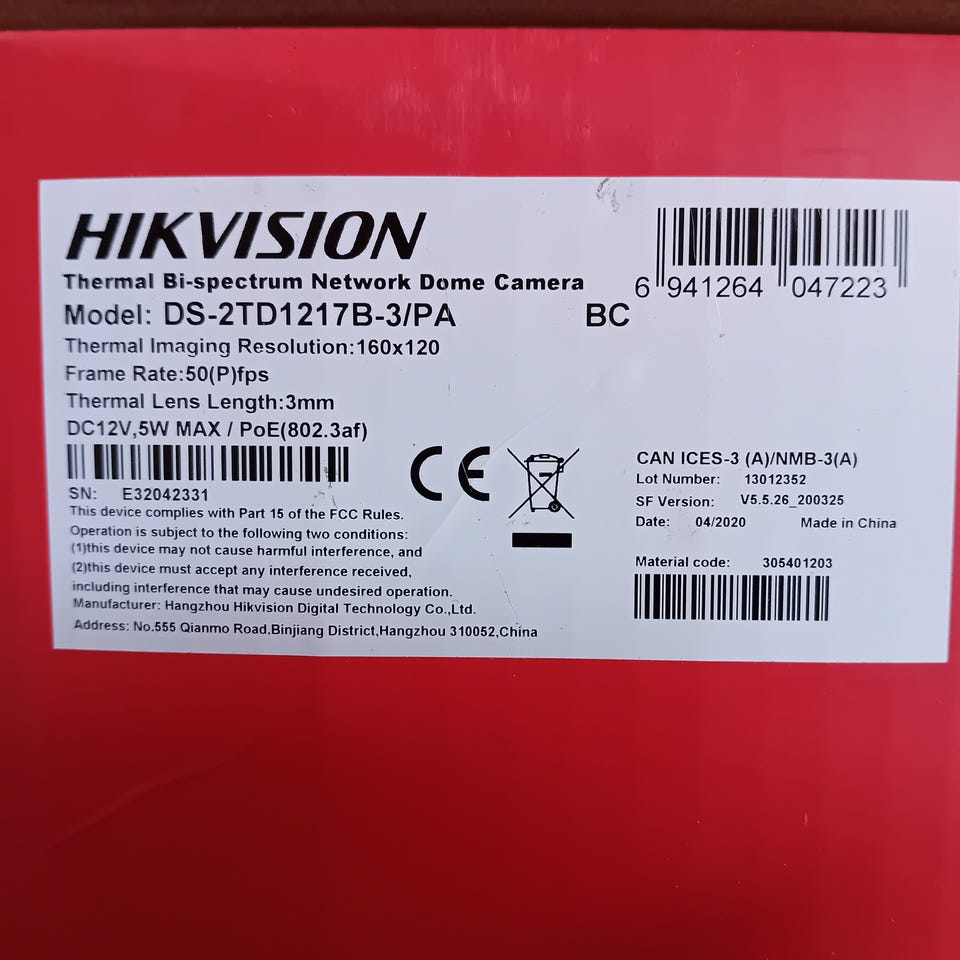 HIKVISION
Thermal Bi-spectrum Network Dome Camera
Model: DS-2TD1217B-3/PA BC
6 941264 047223
Thermal Imaging Resolution:160x120
Frame Rate:50(P)fps
Thermal Lens Length:3mm
DC12V,5W MAX / PoE(802.3af)
SN: E32042331
This device complies with Part 15 of the FCC Rules.
Operation is subject to the following two conditions:
(1)this device may not cause harmful interference, and
(2)this device must accept any interference received,
including interference that may cause undesired operation.
Manufacturer: Hangzhou Hikvision Digital Technology Co.,Ltd.
Address: No.555 Qianmo Road,Binjiang District,Hangzhou 310052,China
CE
CAN ICES-3 (A)/NMB-3(A)
Lot Number: 13012352
SF Version: V5.5.26_200325
Date: 04/2020 Made in China
Material code: 305401203